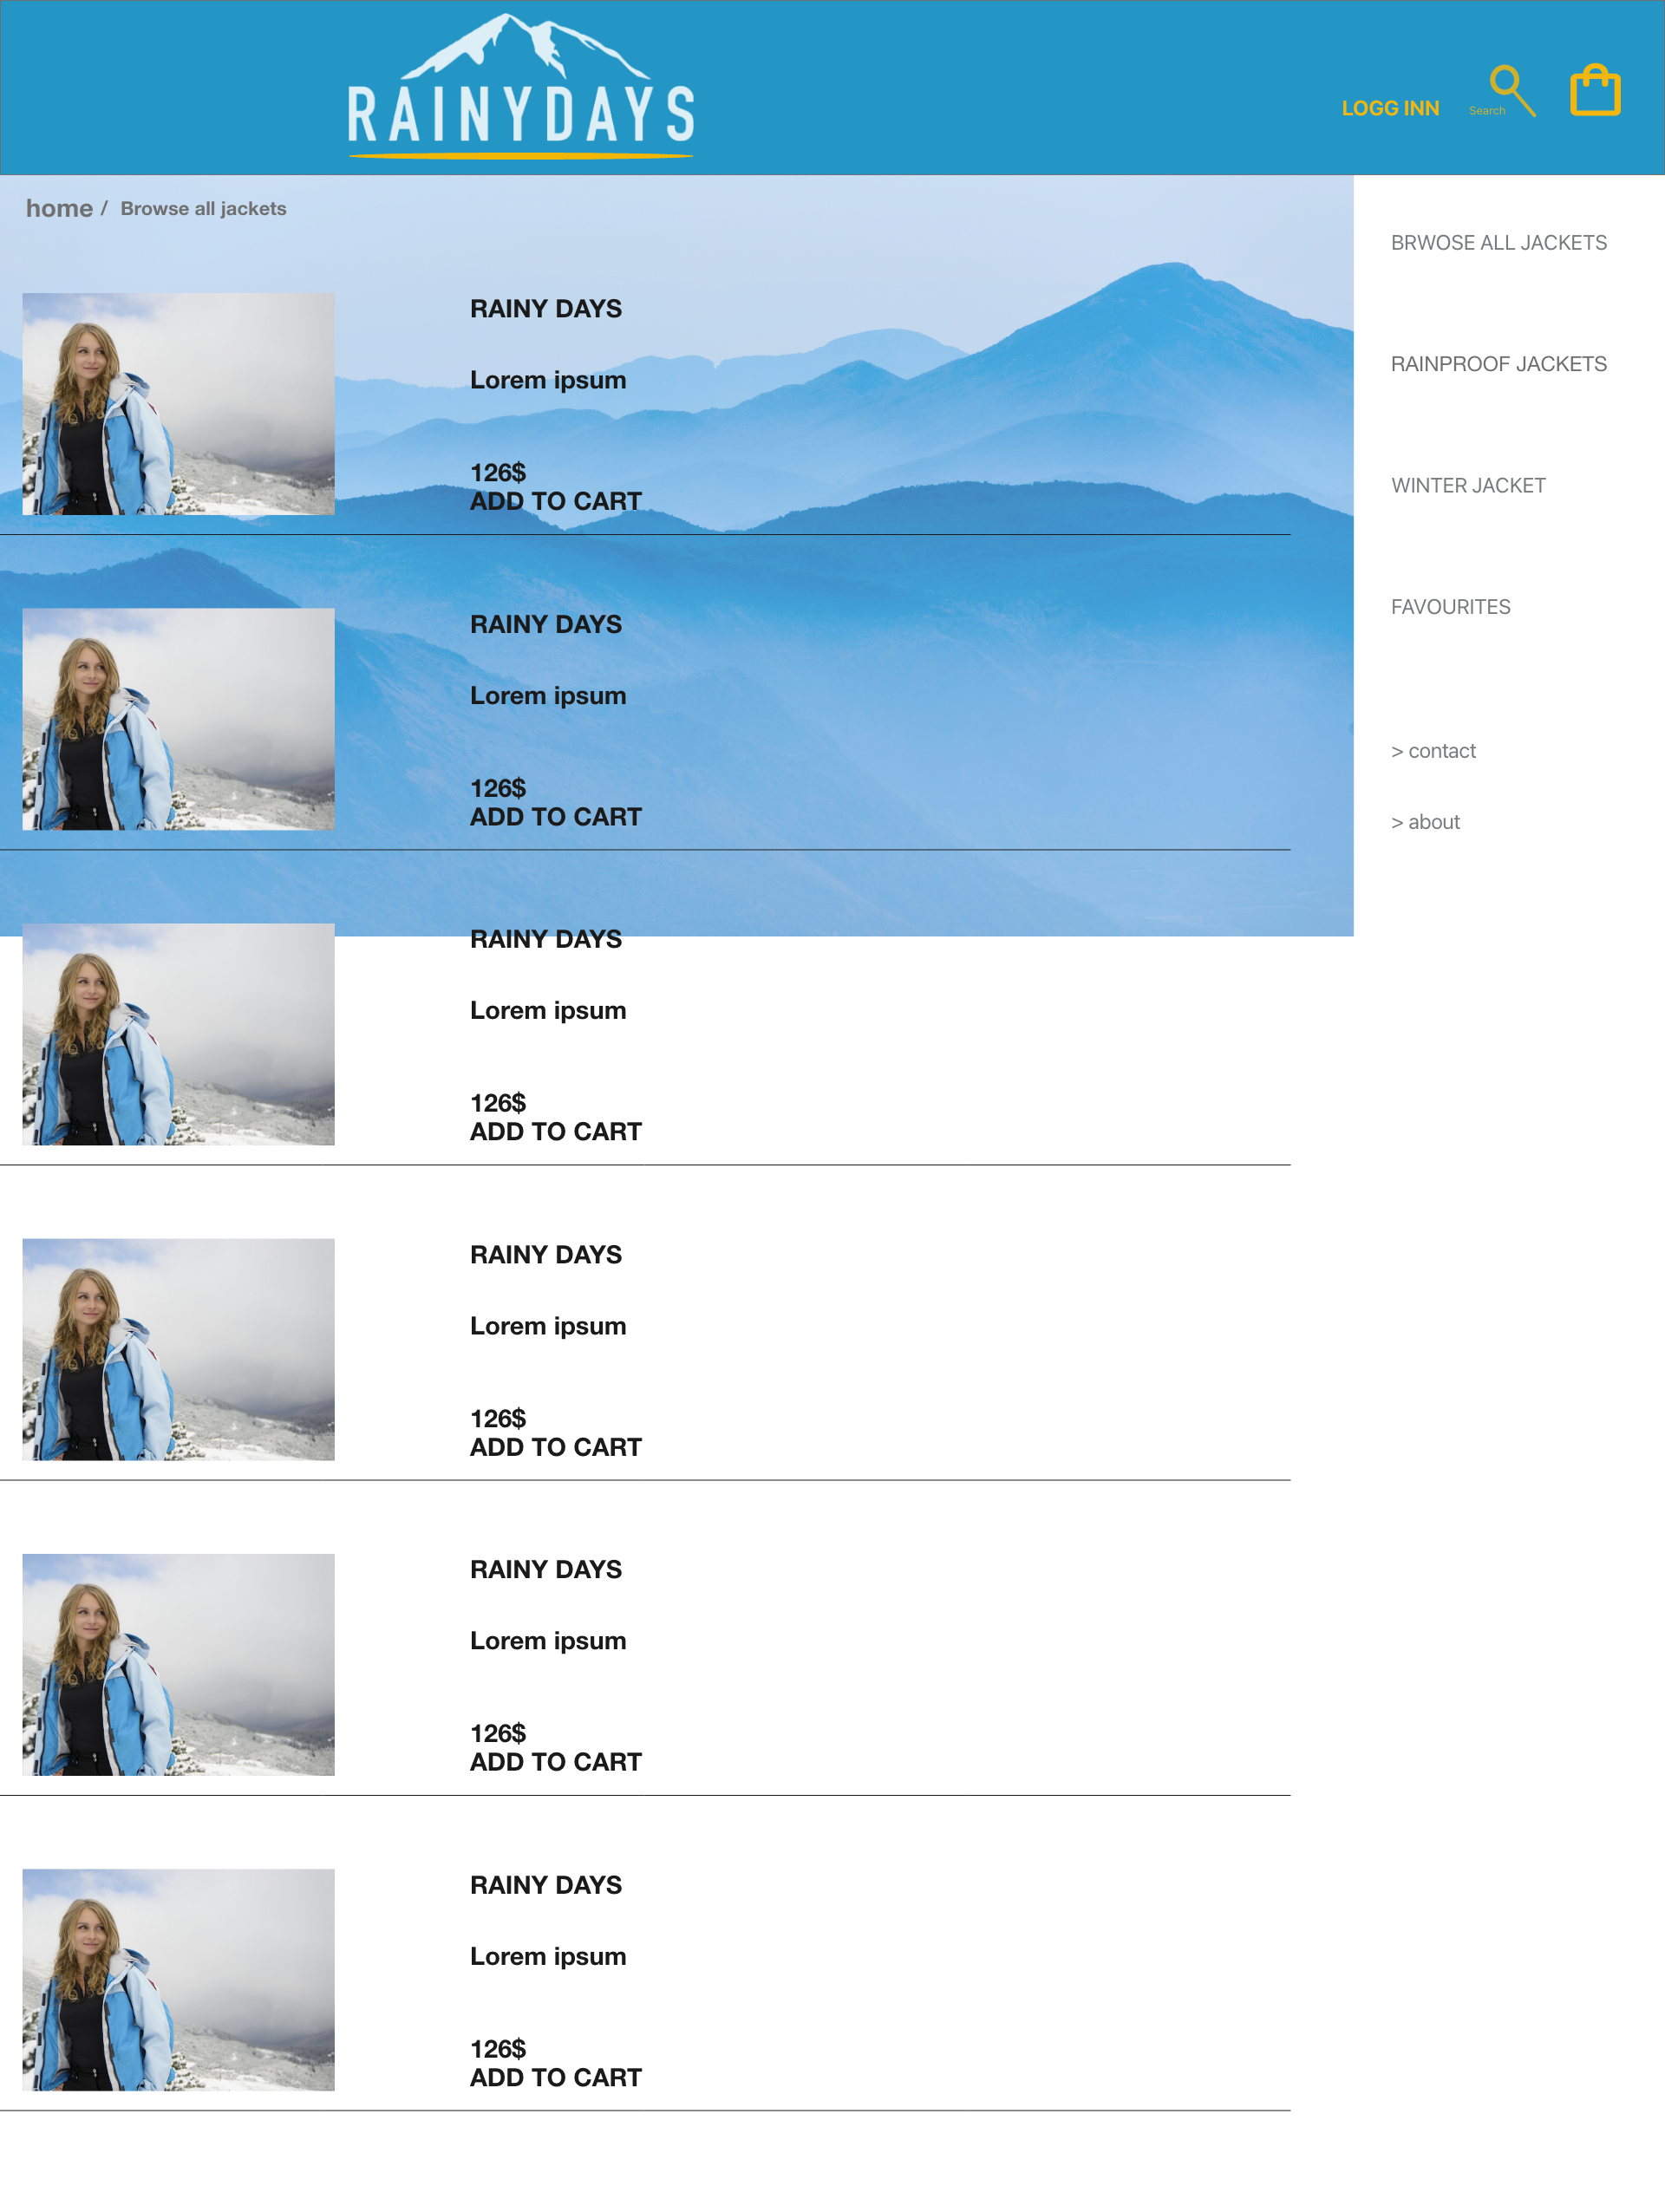 RAINYDAYS
LOGG INN
Search
home / Browse all jackets
RAINY DAYS
Lorem ipsum
126$
ADD TO CART
RAINY DAYS
Lorem ipsum
126$
ADD TO CART
RAINY DAYS
Lorem ipsum
126$
ADD TO CART
RAINY DAYS
Lorem ipsum
126$
ADD TO CART
RAINY DAYS
Lorem ipsum
126$
ADD TO CART
RAINY DAYS
Lorem ipsum
126$
ADD TO CART
BRWOSE ALL JACKETS
RAINPROOF JACKETS
WINTER JACKET
FAVOURITES
> contact
> about